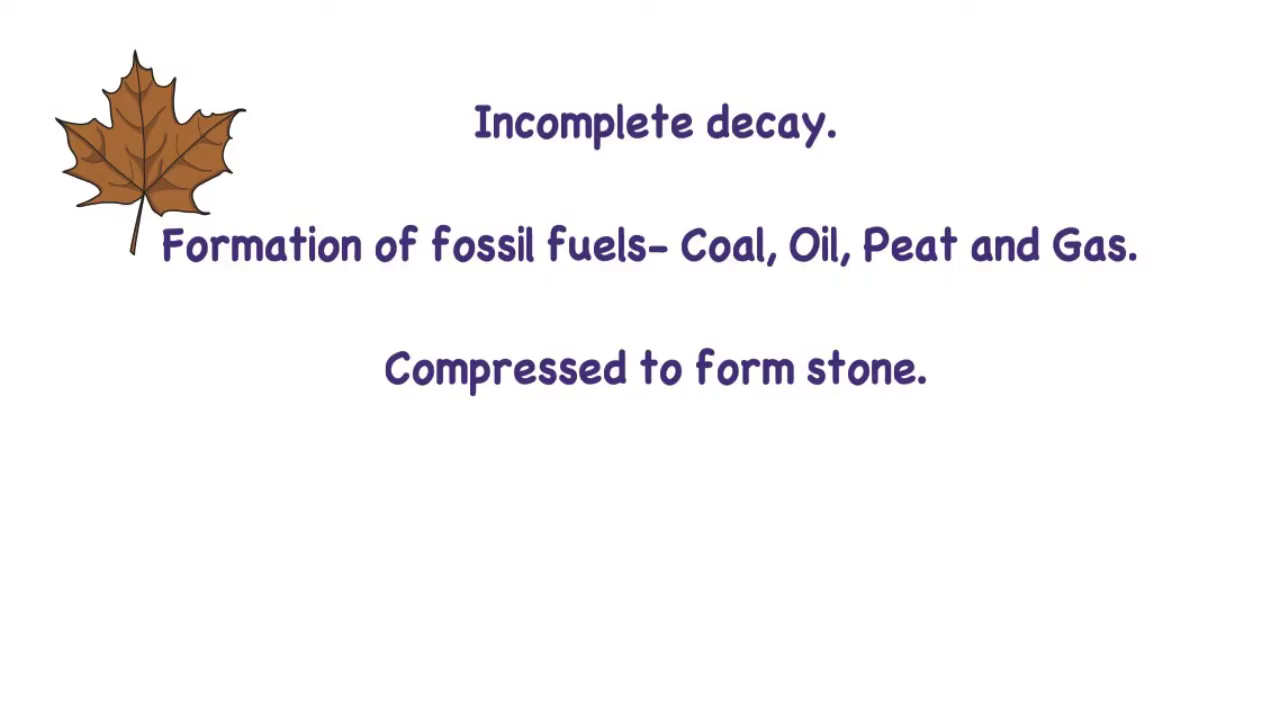 Incomplete decay.
Formation of fossil fuels- Coal, Oil, Peat and Gas.
Compressed to form stone.